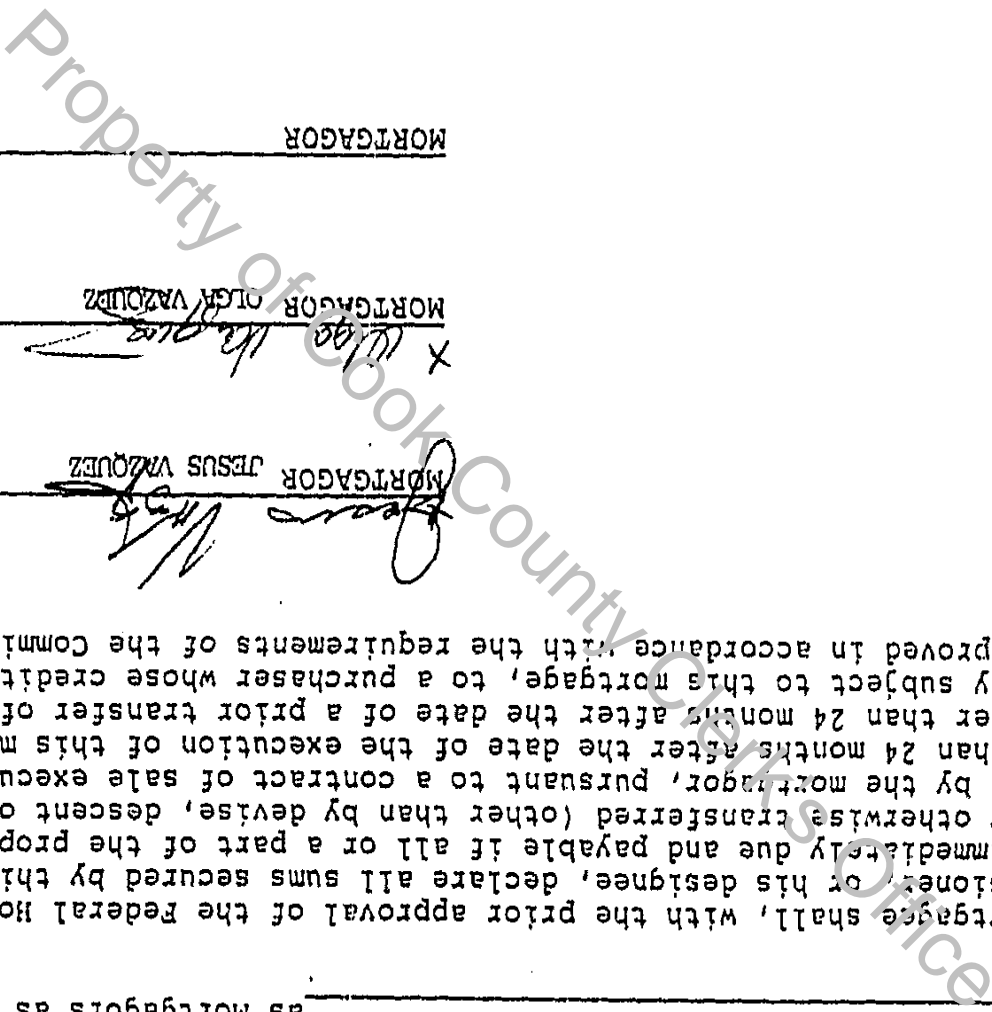 as Mortgagors as
rtgagee shall, with the prior approval of the Federal Ho
sioner, or his designee, declare all sums secured by thi
mmediately due and payable if all or a part of the prop
r otherwise transferred (other than by devise, descent o
by the mortgagor, pursuant to a contract of sale execu
han 24 months after the date of the execution of this m
er than 24 months after the date of a prior transfer of
y subject to this mortgage, to a purchaser whose credit
proved in accordance with the requirements of the Commi
MORTGAGOR JESUS VAZQUEZ
X Olga Vazquez
MORTGAGOR OLGA VAZQUEZ
MORTGAGOR
Property of Cook County Clerk's Office